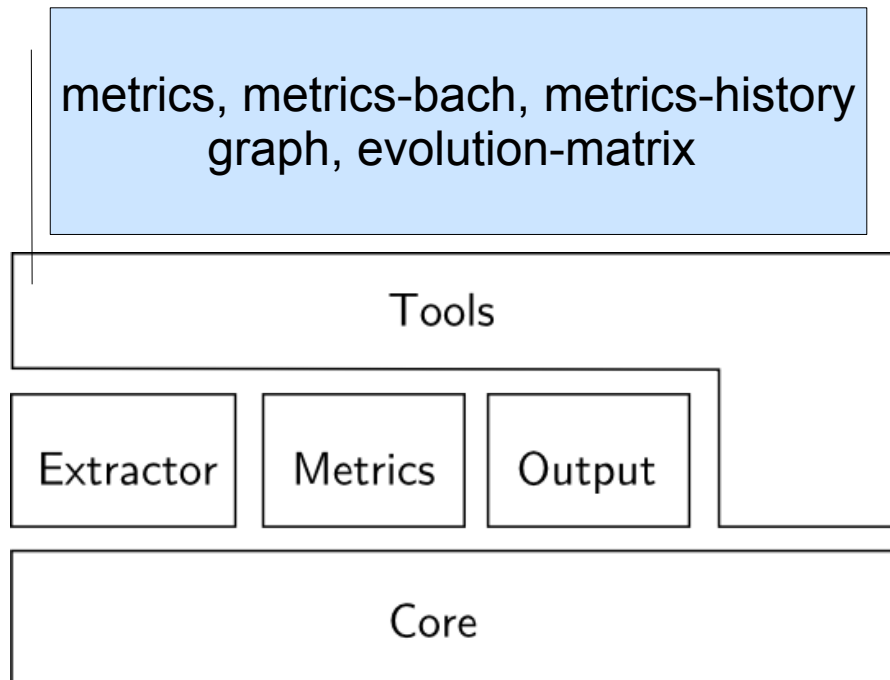 metrics, metrics-bach, metrics-history
graph, evolution-matrix
Tools
Extractor Metrics Output
Core